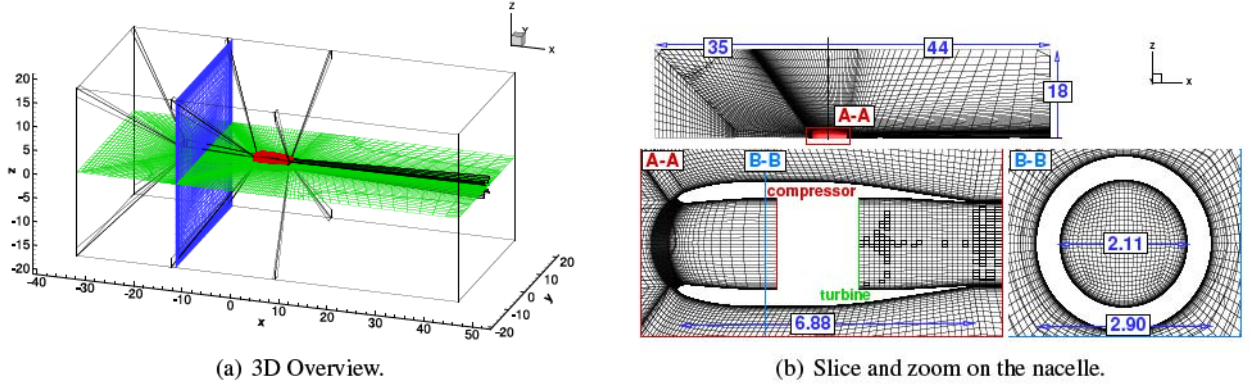 z
y
x
20
15
10
5
0
-5
-10
-15
-20
z
-40
-30
-20
-10
0
10
20
30
40
50
x
-20
-10
0
10
20
y
(a) 3D Overview.
35
44
18
z
x
A-A
A-A
B-B
compressor
turbine
6.88
B-B
2.11
2.90
(b) Slice and zoom on the nacelle.